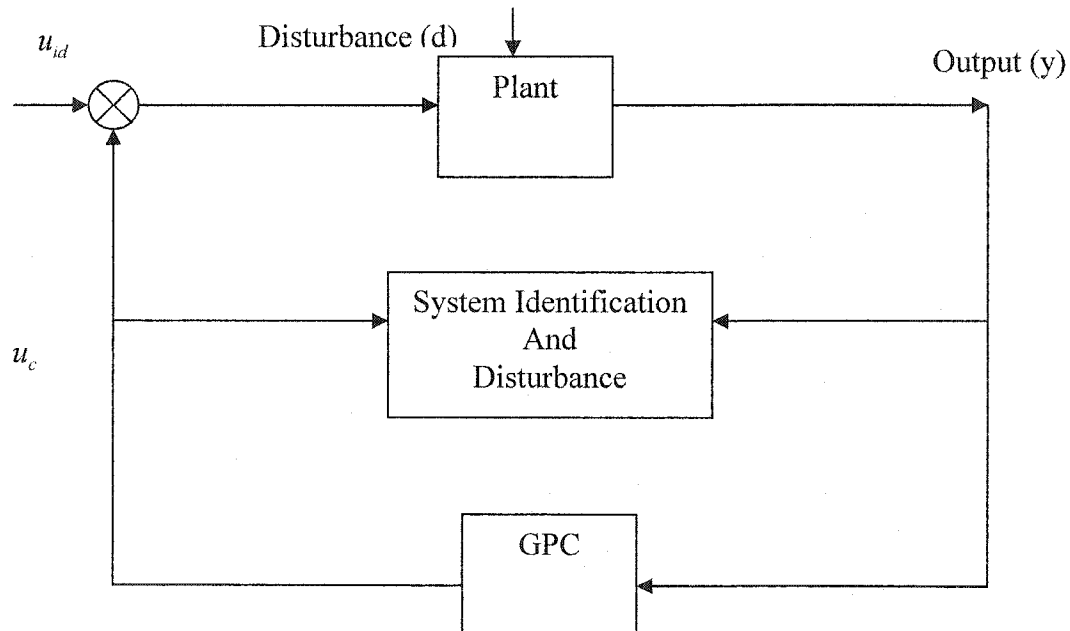 u_id
Disturbance (d)
Plant
Output (y)
System Identification
And
Disturbance
u_c
GPC